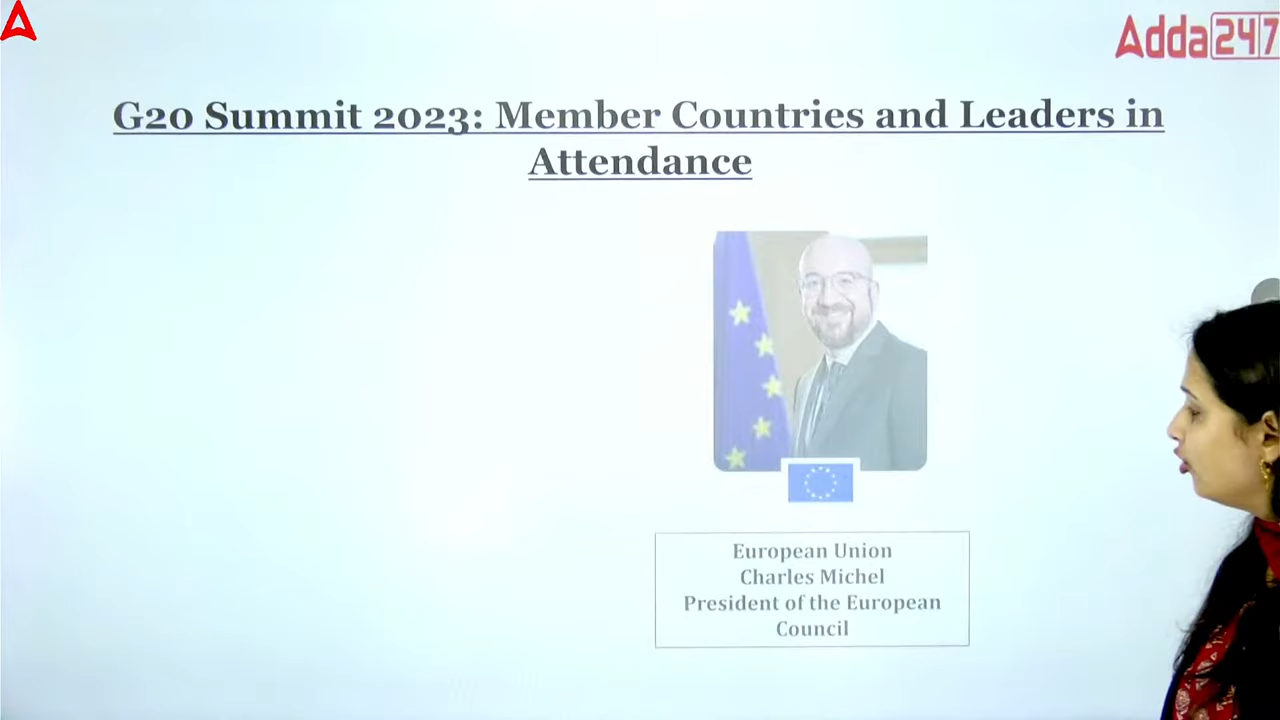 Adda247
G20 Summit 2023: Member Countries and Leaders in
Attendance
European Union
Charles Michel
President of the European
Council